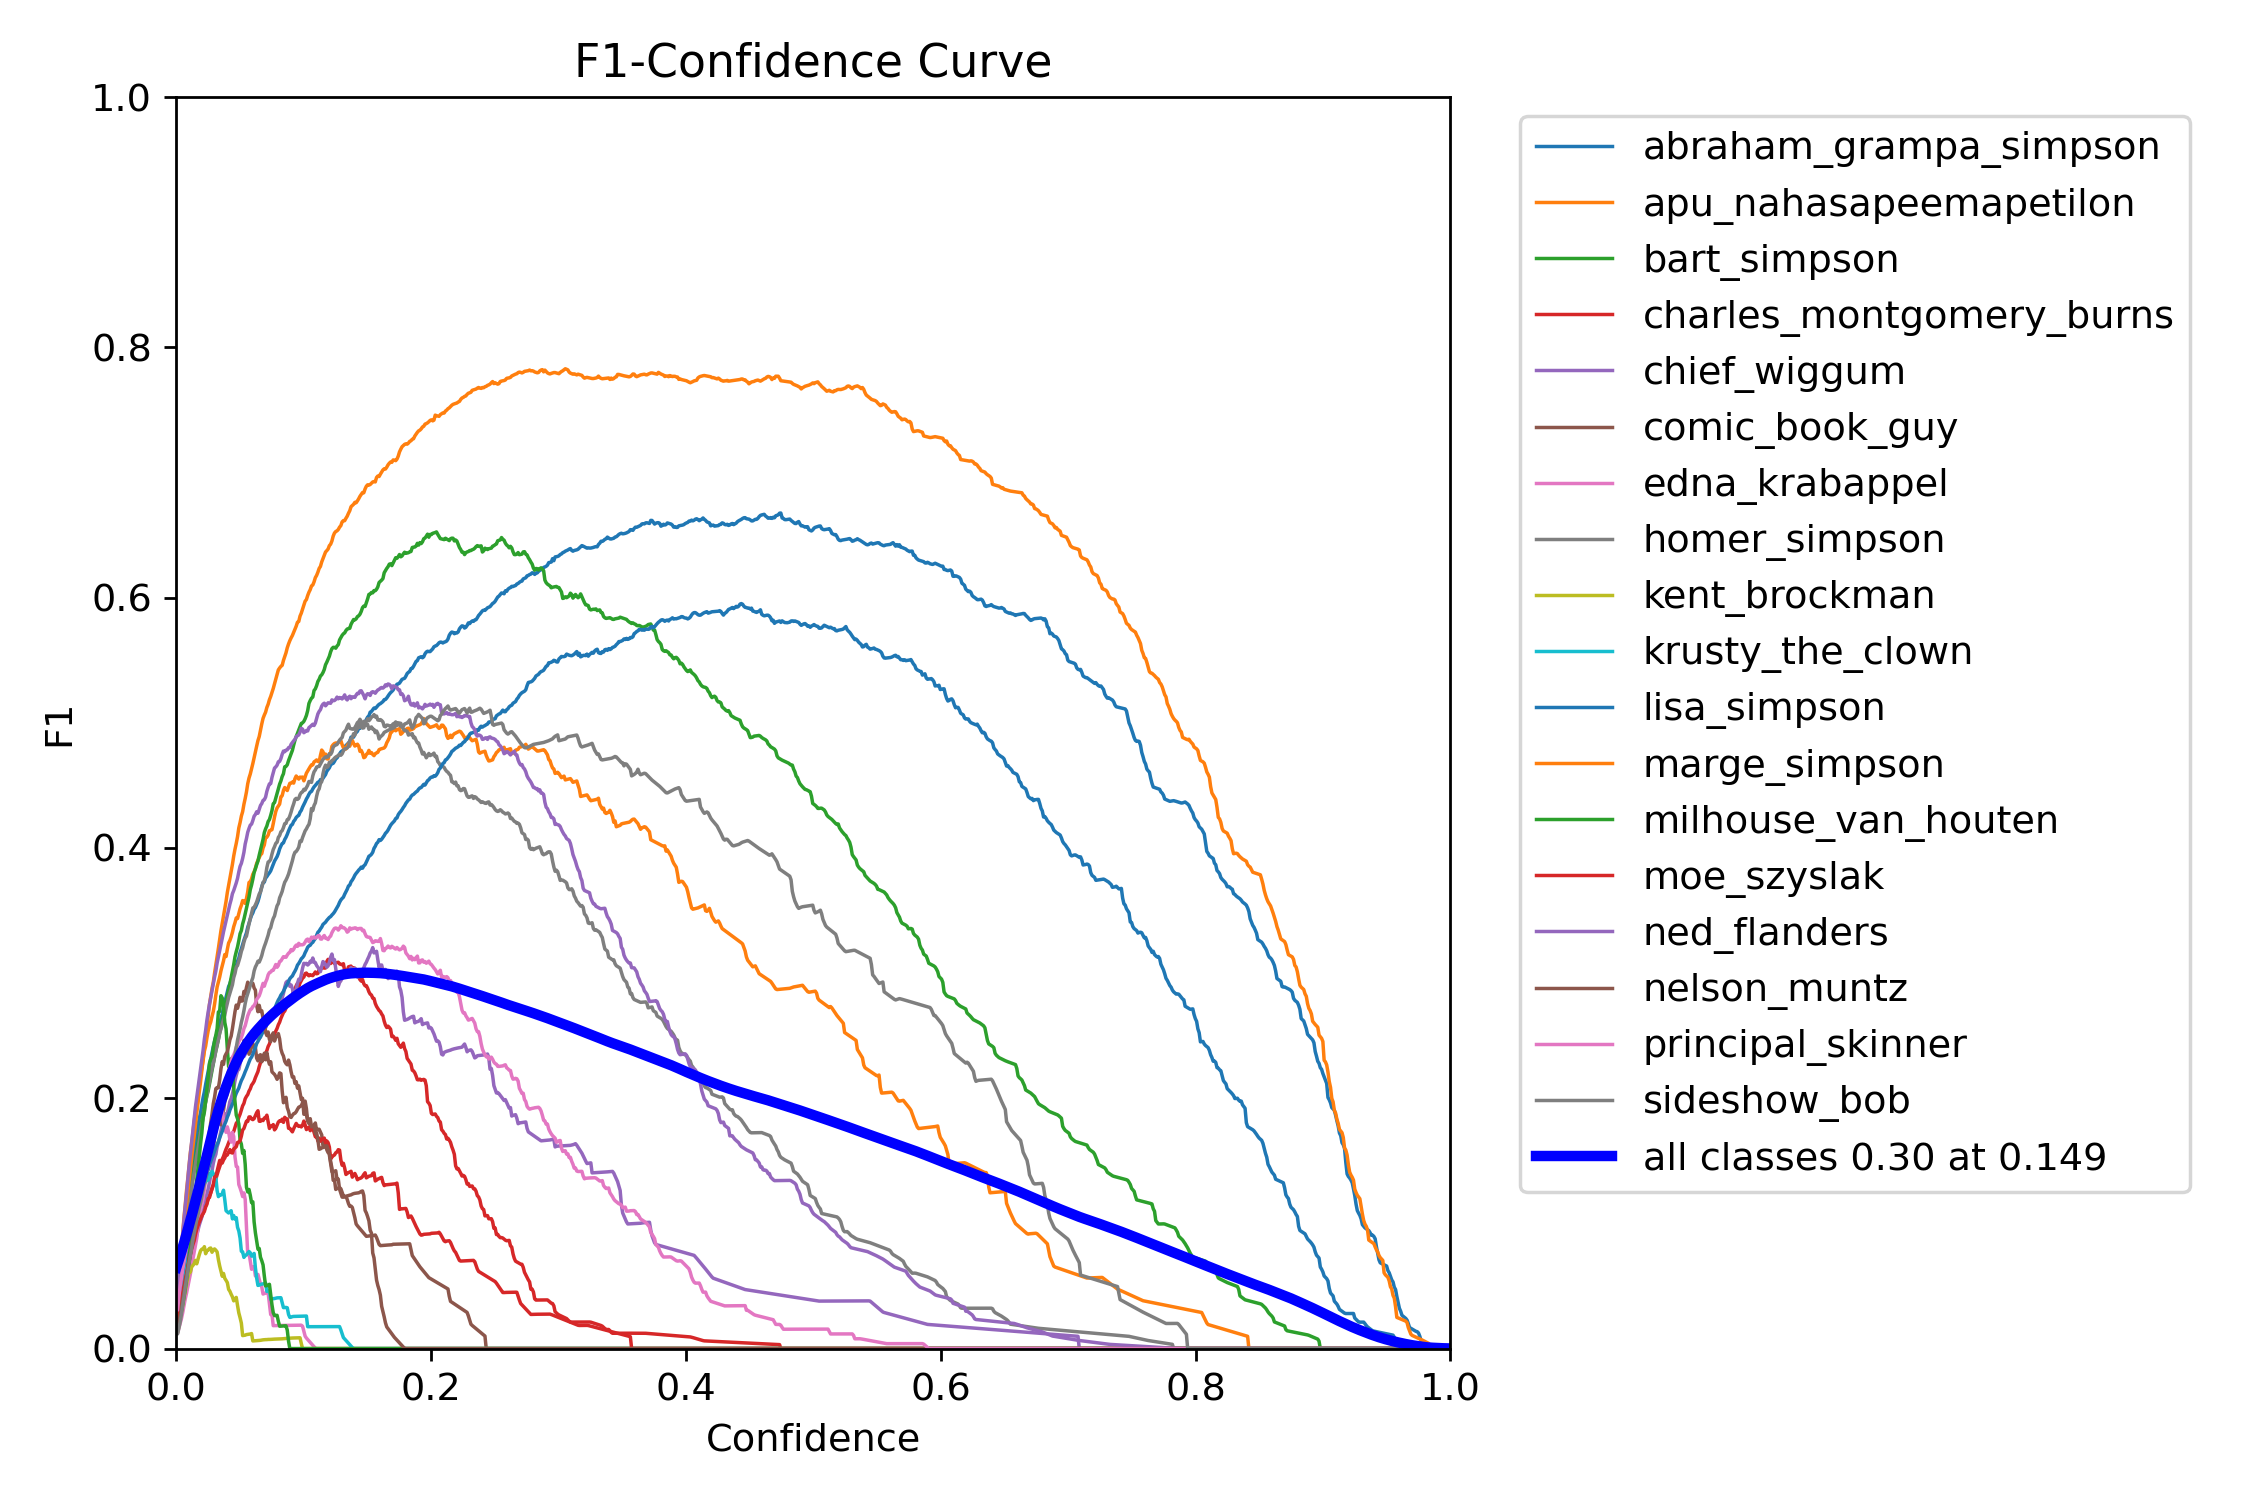 F1-Confidence Curve
1.0
0.8
0.6
0.4
0.2
0.0
F1
0.0 0.2 0.4 0.6 0.8 1.0
Confidence
abraham_grampa_simpson
apu_nahasapeemapetilon
bart_simpson
charles_montgomery_burns
chief_wiggum
comic_book_guy
edna_krabappel
homer_simpson
kent_brockman
krusty_the_clown
lisa_simpson
marge_simpson
milhouse_van_houten
moe_szyslak
ned_flanders
nelson_muntz
principal_skinner
sideshow_bob
all classes 0.30 at 0.149